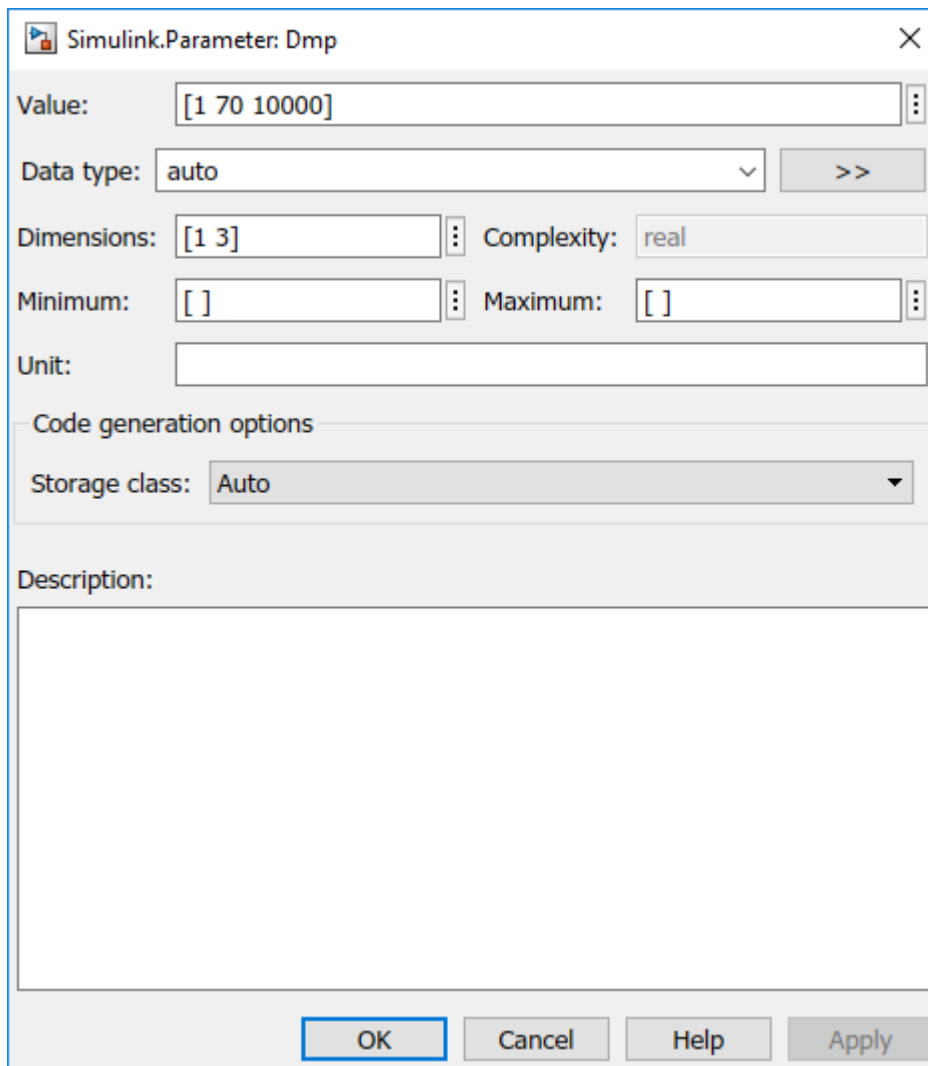 Simulink.Parameter: Dmp
Value: [1 70 10000]
Data type: auto >>
Dimensions: [1 3] Complexity: real
Minimum: [ ] Maximum: [ ]
Unit:
Code generation options
Storage class: Auto
Description:
OK Cancel Help Apply